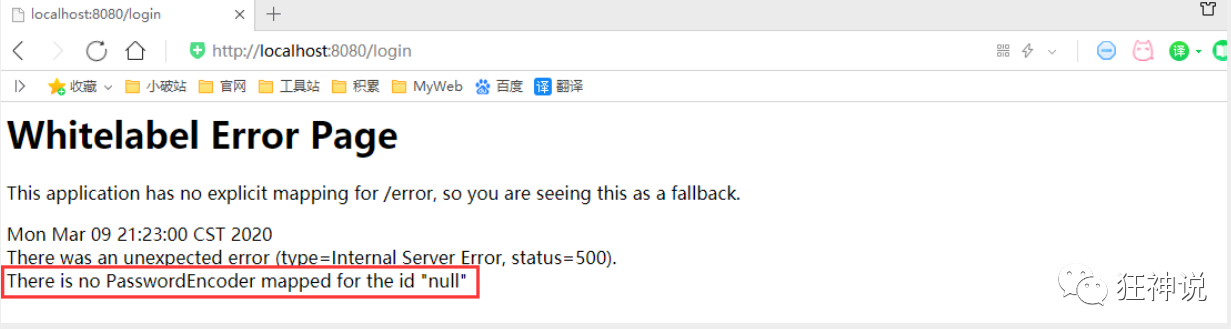 localhost:8080/login
http://localhost:8080/login
收藏 小破站 官网 工具站 积累 MyWeb 百度 译 翻译
Whitelabel Error Page
This application has no explicit mapping for /error, so you are seeing this as a fallback.
Mon Mar 09 21:23:00 CST 2020
There was an unexpected error (type=Internal Server Error, status=500).
There is no PasswordEncoder mapped for the id "null"
狂神说